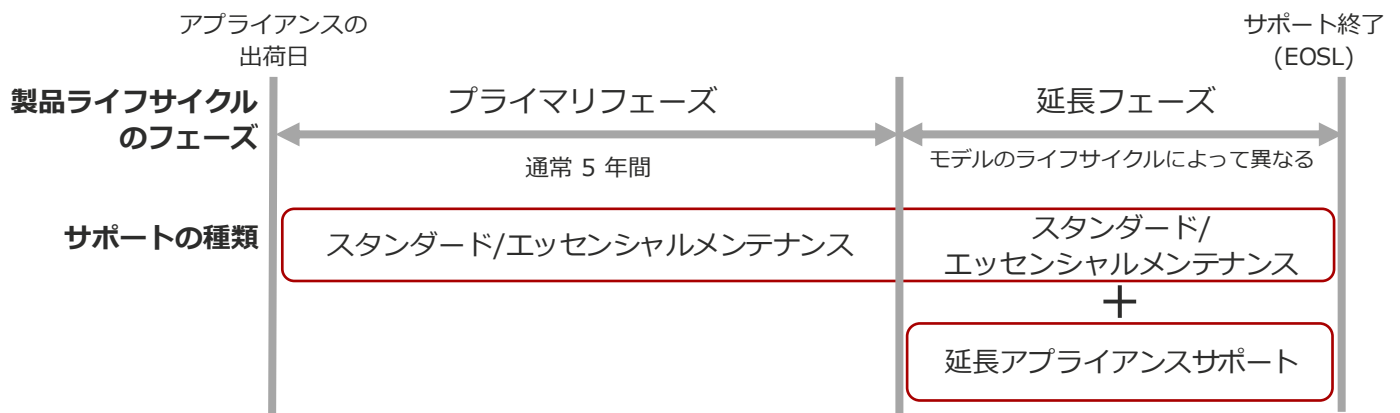 アプライアンスの
出荷日
サポート終了
(EOSL)
製品ライフサイクル
のフェーズ
プライマリフェーズ
延長フェーズ
通常 5 年間
モデルのライフサイクルによって異なる
サポートの種類
スタンダード/エッセンシャルメンテナンス
スタンダード/
エッセンシャルメンテナンス
+
延長アプライアンスサポート